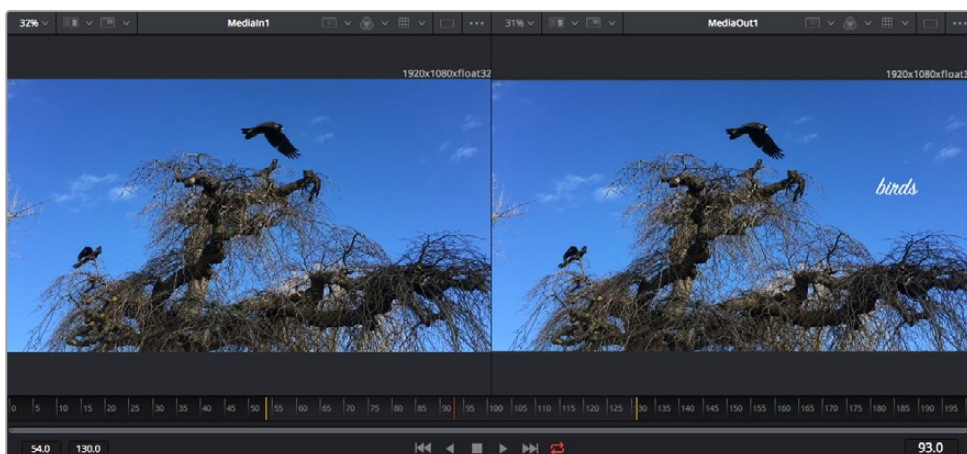 32% MediaIn1 31% MediaOut1
1920x1080xfloat32 1920x1080xfloat3
birds
0 5 10 15 20 25 30 35 40 45 50 55 60 65 70 75 80 85 90 95 100 105 110 115 120 125 130 135 140 145 150 155 160 165 170 175 180 185 190 195
54.0 130.0 93.0